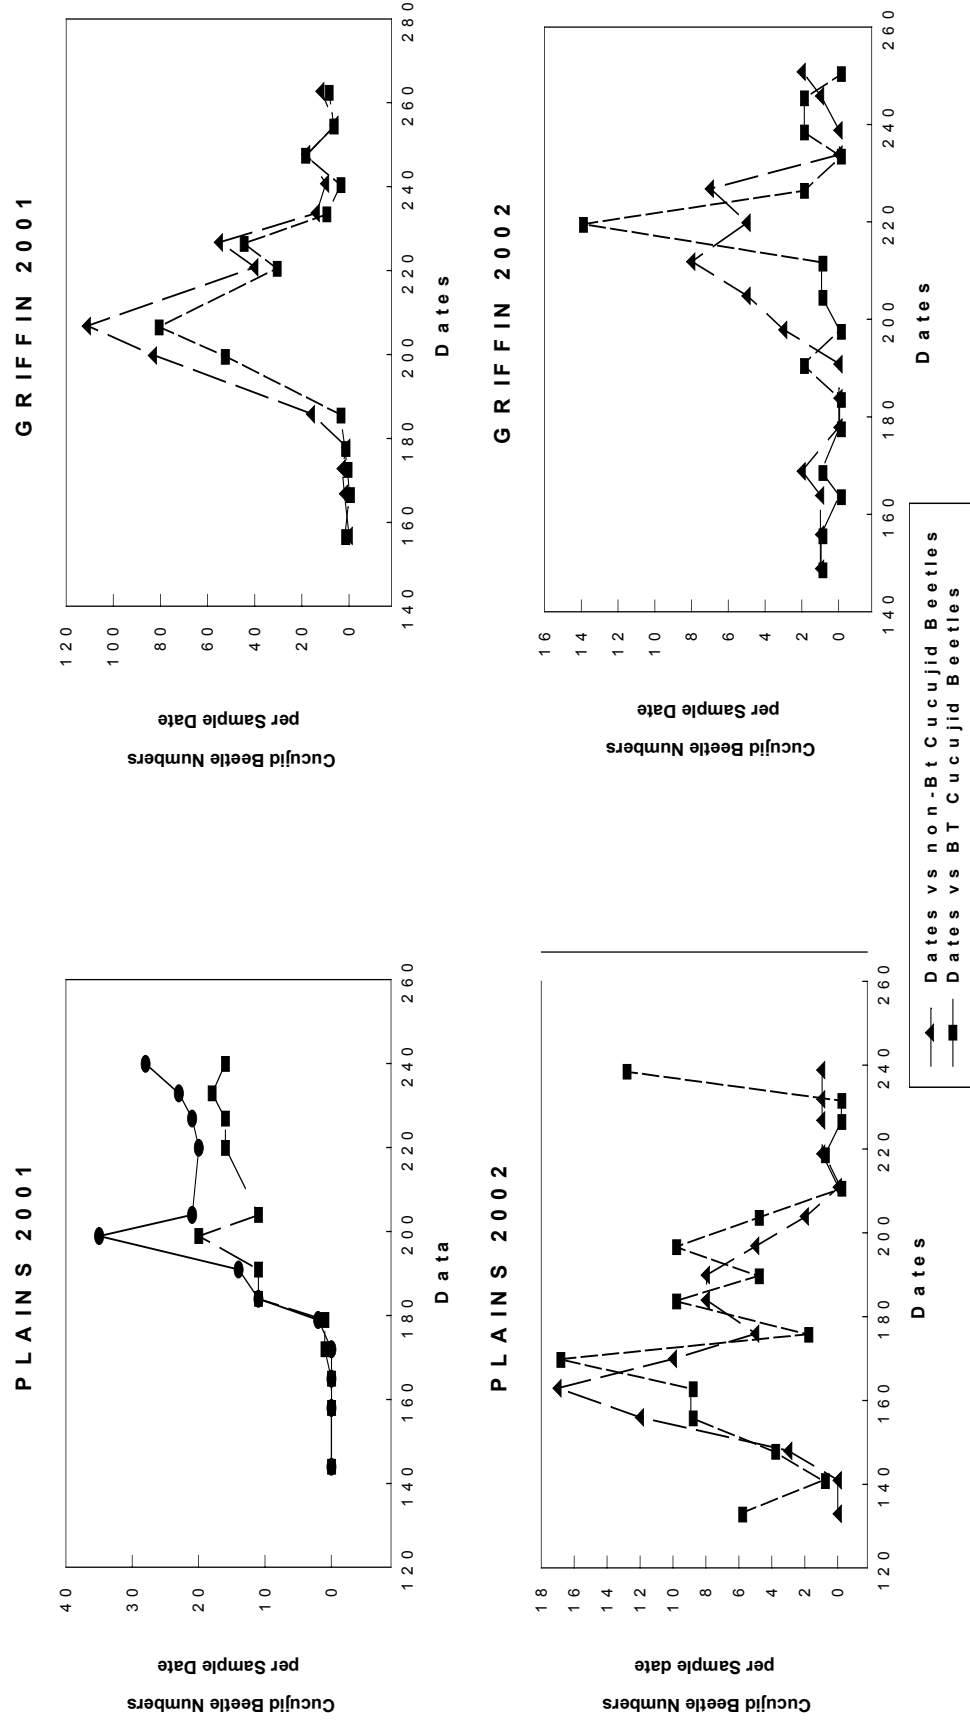 PLAINS 2001
Cucujid Beetle Numbers
per Sample Date
40
30
20
10
0
120 140 160 180 200 220 240 260
Data
GRIFFIN 2001
Cucujid Beetle Numbers
per Sample Date
120
100
80
60
40
20
0
140 160 180 200 220 240 260 280
Dates
PLAINS 2002
Cucujid Beetle Numbers
per Sample date
18
16
14
12
10
8
6
4
2
0
120 140 160 180 200 220 240 260
Dates
GRIFFIN 2002
Cucujid Beetle Numbers
per Sample Date
16
14
12
10
8
6
4
2
0
140 160 180 200 220 240 260
Dates
Dates vs non-Bt Cucujid Beetles
Dates vs BT Cucujid Beetles